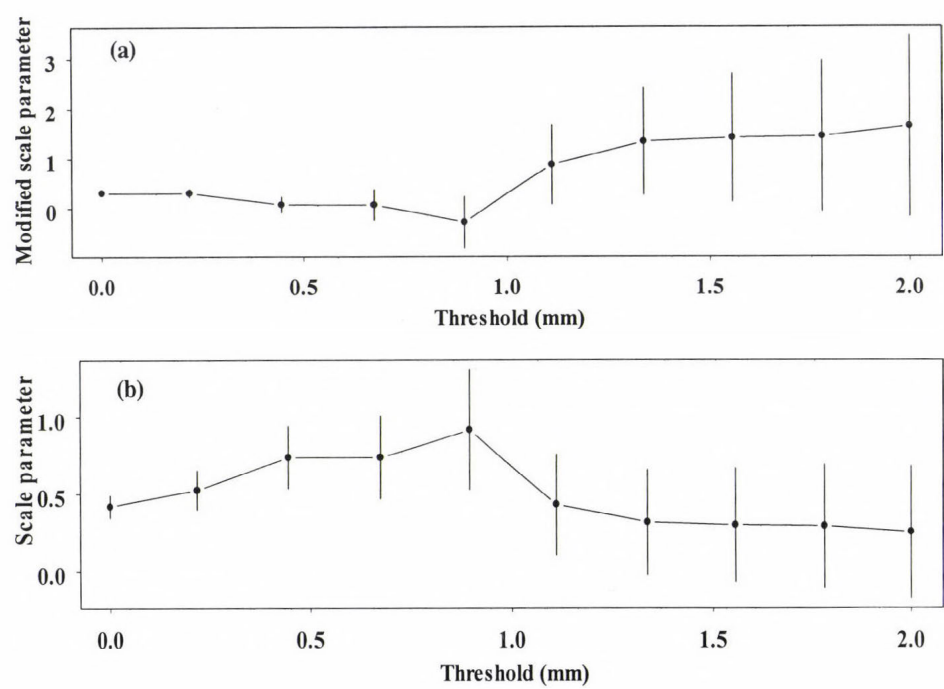 (a)
Modified scale parameter
3
2
1
0
0.0 0.5 1.0 1.5 2.0
Threshold (mm)
(b)
Scale parameter
1.0
0.5
0.0
0.0 0.5 1.0 1.5 2.0
Threshold (mm)